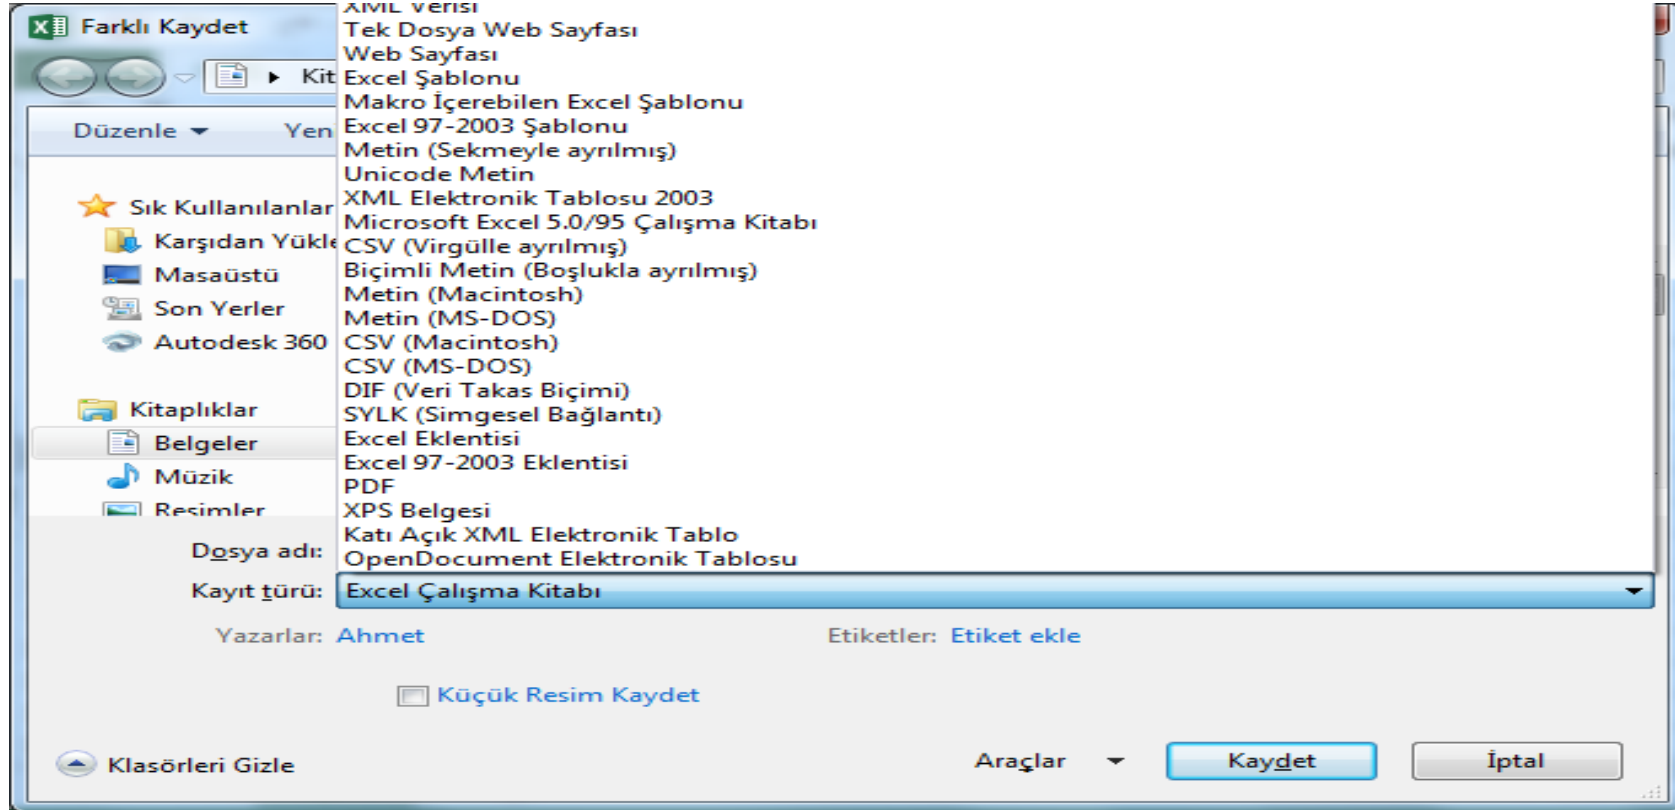 Farklı Kaydet
Kit
Düzenle
Yen
Sık Kullanılanlar
Karşıdan Yükle
Masaüstü
Son Yerler
Autodesk 360
Kitaplıklar
Belgeler
Müzik
Resimler
XML Verisi
Tek Dosya Web Sayfası
Web Sayfası
Excel Şablonu
Makro İçerebilen Excel Şablonu
Excel 97-2003 Şablonu
Metin (Sekmeyle ayrılmış)
Unicode Metin
XML Elektronik Tablosu 2003
Microsoft Excel 5.0/95 Çalışma Kitabı
CSV (Virgülle ayrılmış)
Biçimli Metin (Boşlukla ayrılmış)
Metin (Macintosh)
Metin (MS-DOS)
CSV (Macintosh)
CSV (MS-DOS)
DIF (Veri Takas Biçimi)
SYLK (Simgesel Bağlantı)
Excel Eklentisi
Excel 97-2003 Eklentisi
PDF
XPS Belgesi
Katı Açık XML Elektronik Tablo
OpenDocument Elektronik Tablosu
Dosya adı:
Kayıt türü: Excel Çalışma Kitabı
Yazarlar: Ahmet
Etiketler: Etiket ekle
Küçük Resim Kaydet
Klasörleri Gizle
Araçlar
Kaydet
İptal